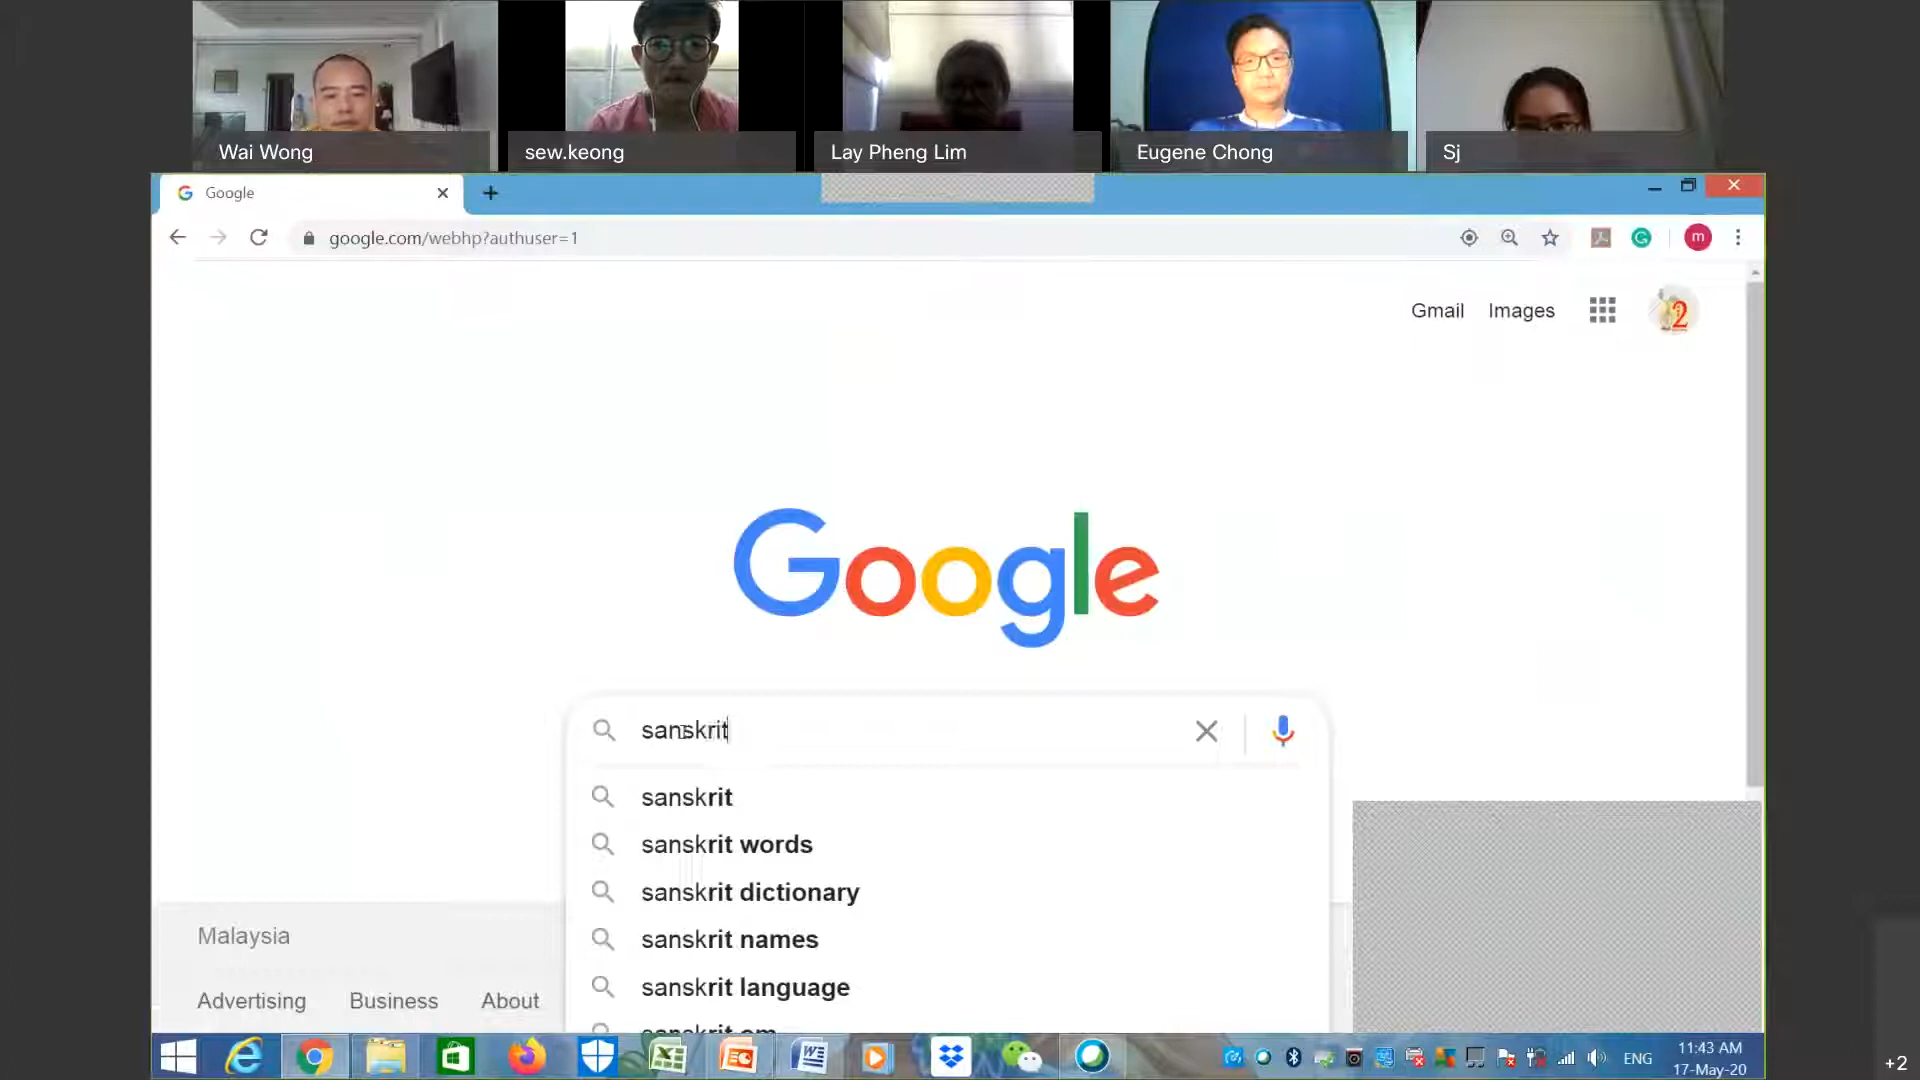 Wai Wong
sew.keong
Lay Pheng Lim
Eugene Chong
Sj
Google
google.com/webhp?authuser=1
m
Gmail Images
2
Google
sanskrit
sanskrit
sanskrit words
sanskrit dictionary
sanskrit names
sanskrit language
Malaysia
Advertising Business About
ENG
11:43 AM
17-May-20
+2